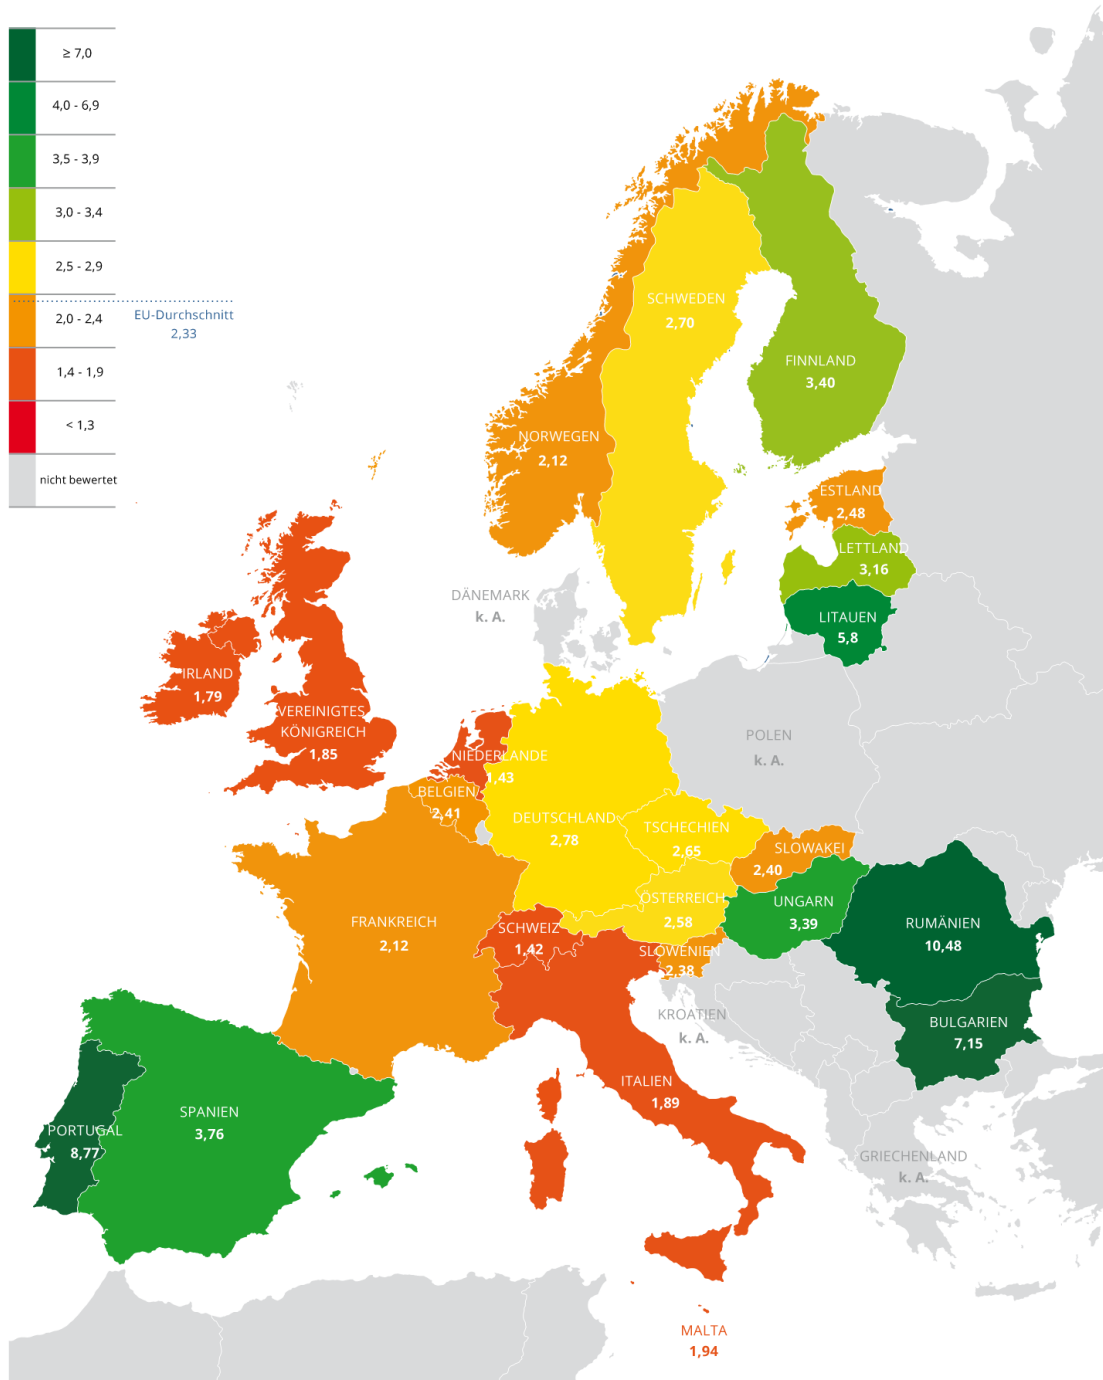 ≥ 7,0
4,0 - 6,9
3,5 - 3,9
3,0 - 3,4
2,5 - 2,9
2,0 - 2,4
1,4 - 1,9
< 1,3
nicht bewertet
EU-Durchschnitt
2,33
SCHWEDEN
2,70
FINNLAND
3,40
NORWEGEN
2,12
ESTLAND
2,48
LETTLAND
3,16
LITAUEN
5,8
DÄNEMARK
k. A.
IRLAND
1,79
VEREINIGTES
KÖNIGREICH
1,85
NIEDERLANDE
1,43
POLEN
k. A.
BELGIEN
2,41
DEUTSCHLAND
2,78
TSCHECHIEN
2,65
SLOWAKEI
2,40
ÖSTERREICH
2,58
UNGARN
3,39
RUMÄNIEN
10,48
FRANKREICH
2,12
SCHWEIZ
1,42
SLOWENIEN
2,38
KROATIEN
k. A.
BULGARIEN
7,15
ITALIEN
1,89
SPANIEN
3,76
PORTUGAL
8,77
GRIECHENLAND
k. A.
MALTA
1,94